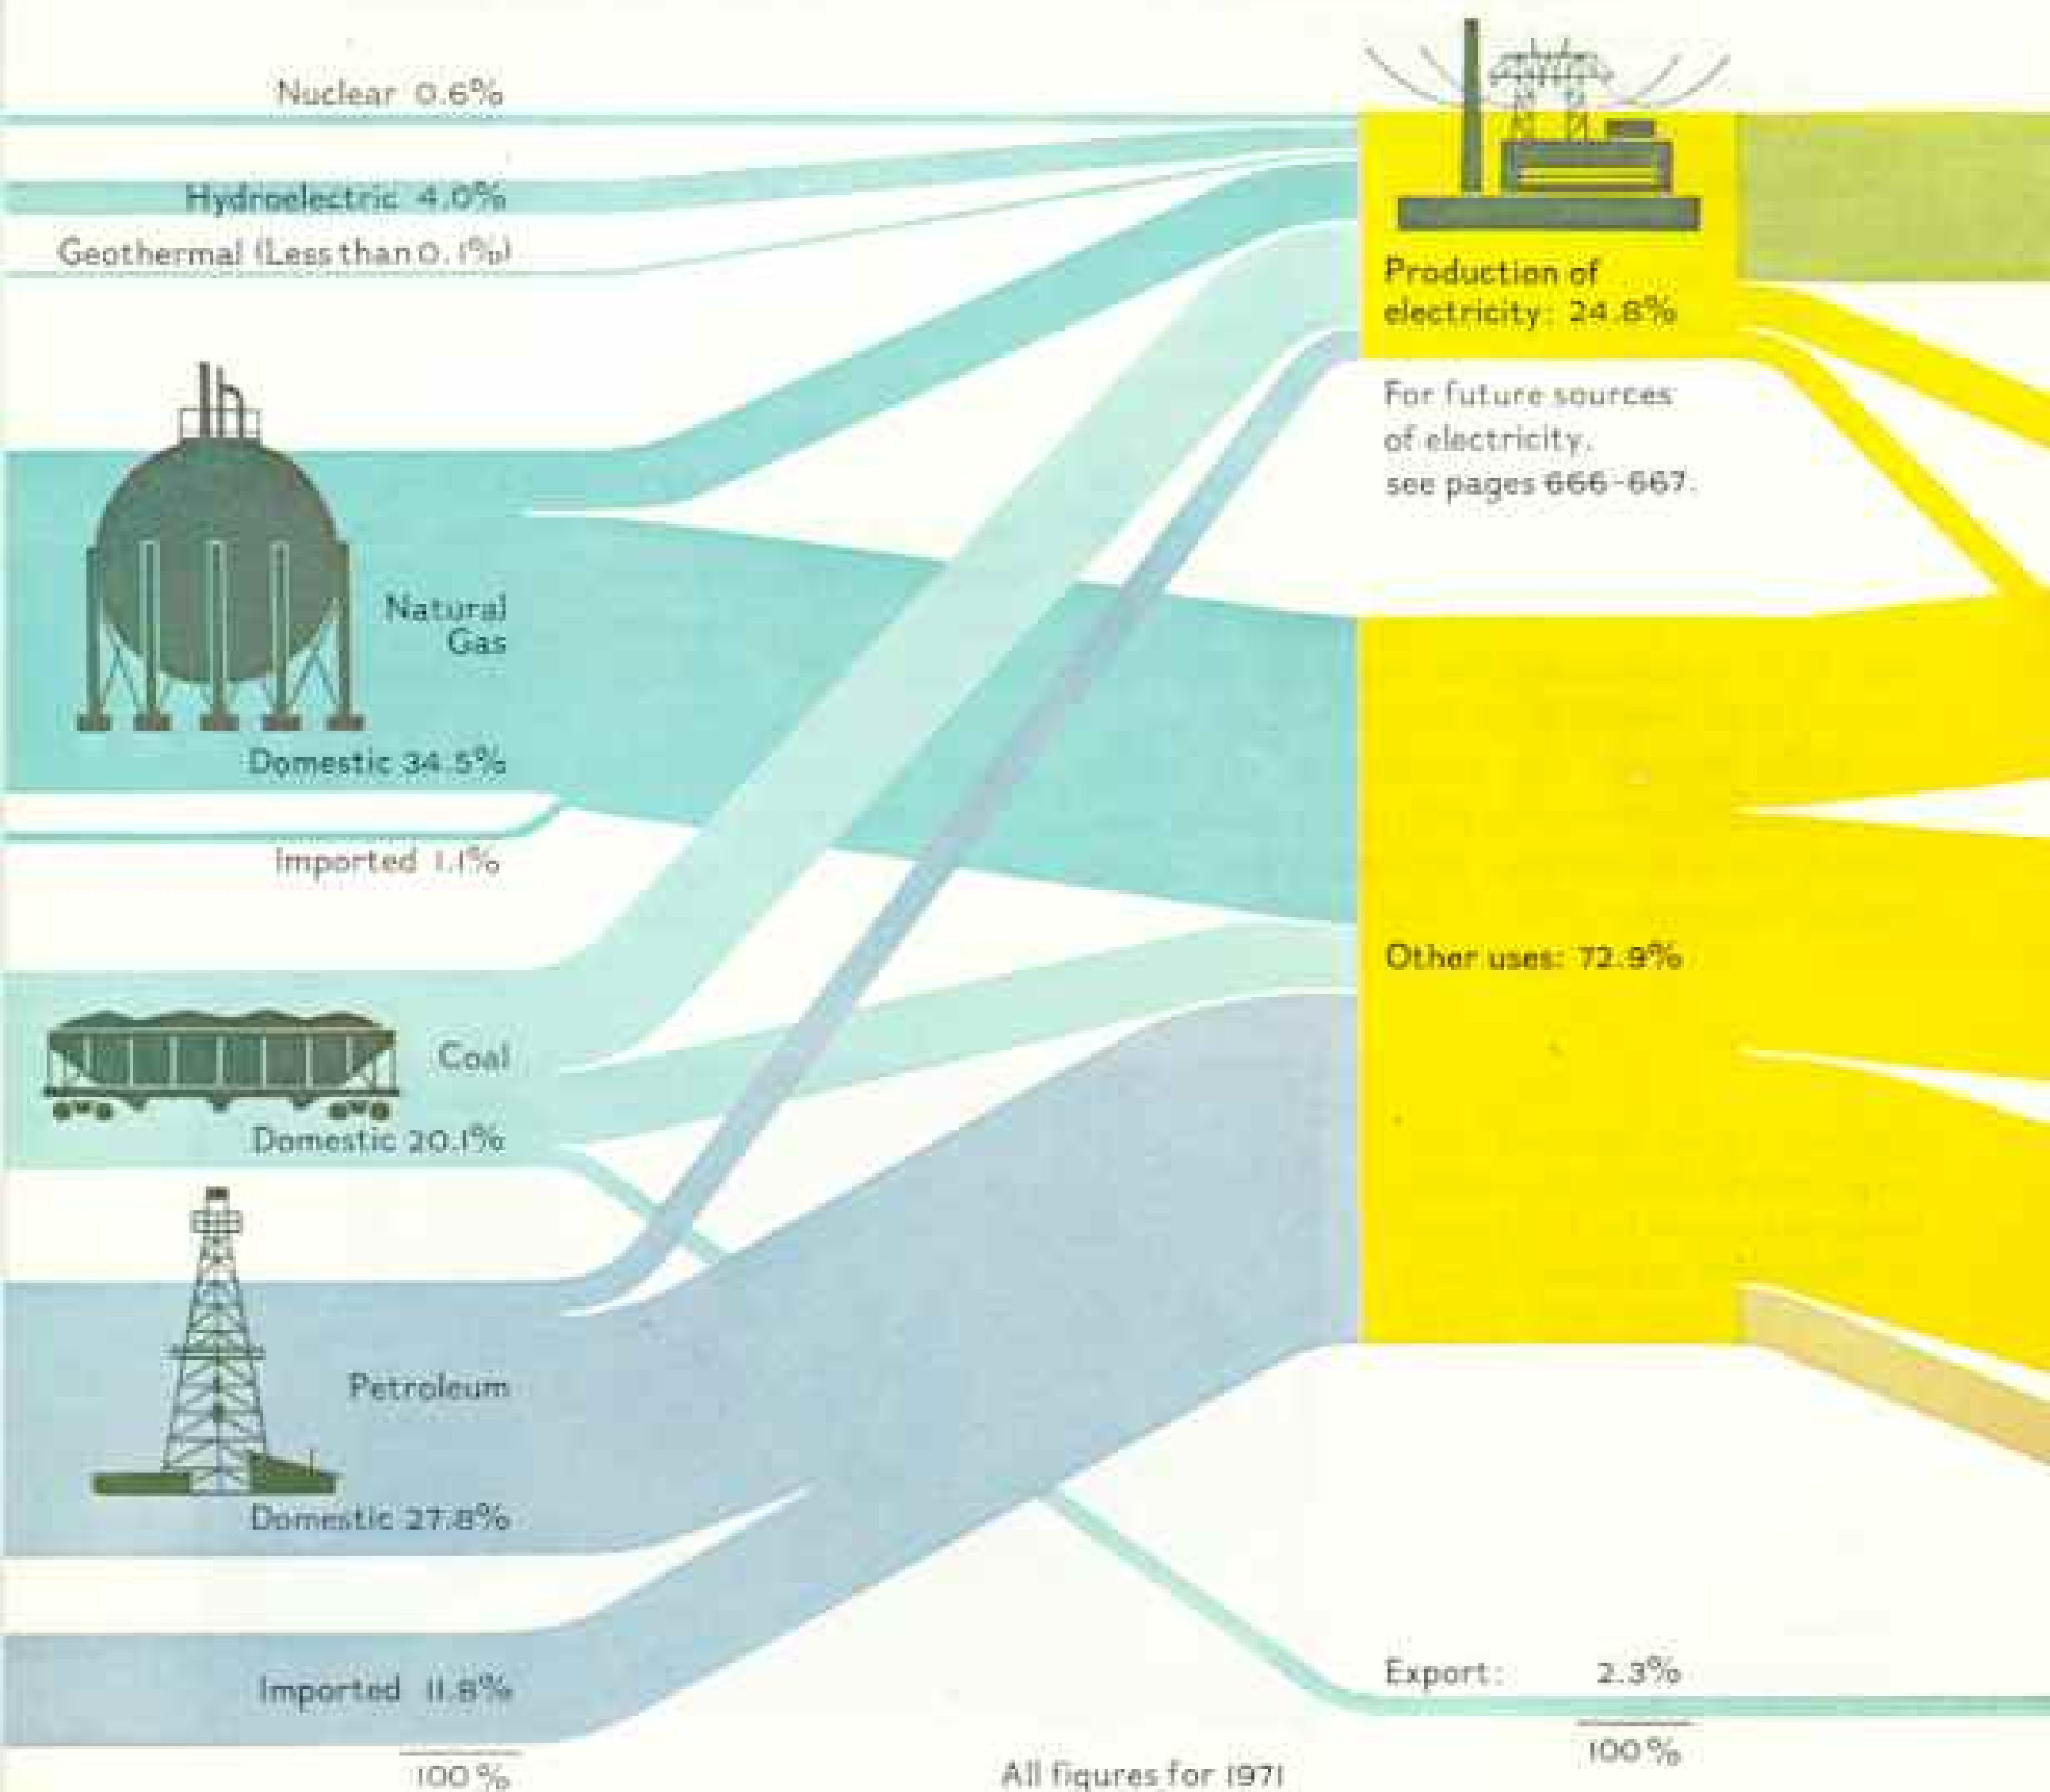 Nuclear 0.6%
Hydroelectric 4.0%
Geothermal (Less than 0.1%)
Natural
Gas
Domestic 34.5%
Imported 1.1%
Coal
Domestic 20.1%
Petroleum
Domestic 27.8%
Imported 11.8%
100%
Production of
electricity: 24.8%
For future sources
of electricity,
see pages 666-667.
Other uses: 72.9%
Export: 2.3%
100%
All figures for 1971